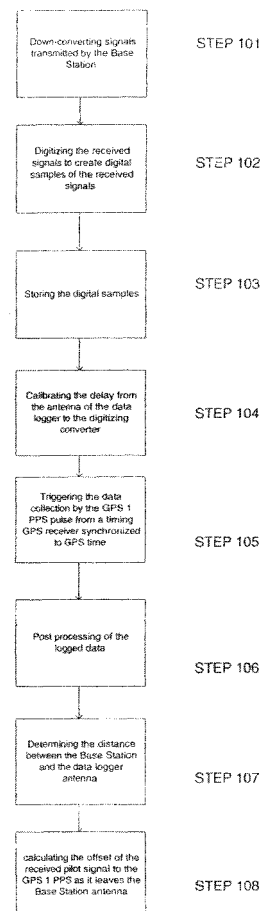 Down-converting signals
transmitted by the Base
Station
STEP 101
Digitizing the received
signals to create digital
samples of the received
signals
STEP 102
Storing the digital samples
STEP 103
Calibrating the delay from
the antenna of the data
logger to the digitizing
converter
STEP 104
Triggering the data
collection by the GPS 1
PPS pulse from a timing
GPS receiver synchronized
to GPS time
STEP 105
Post processing of the
logged data
STEP 106
Determining the distance
between the Base Station
and the data logger
antenna
STEP 107
calculating the offset of the
received pilot signal to the
GPS 1 PPS as it leaves the
Base Station antenna
STEP 108